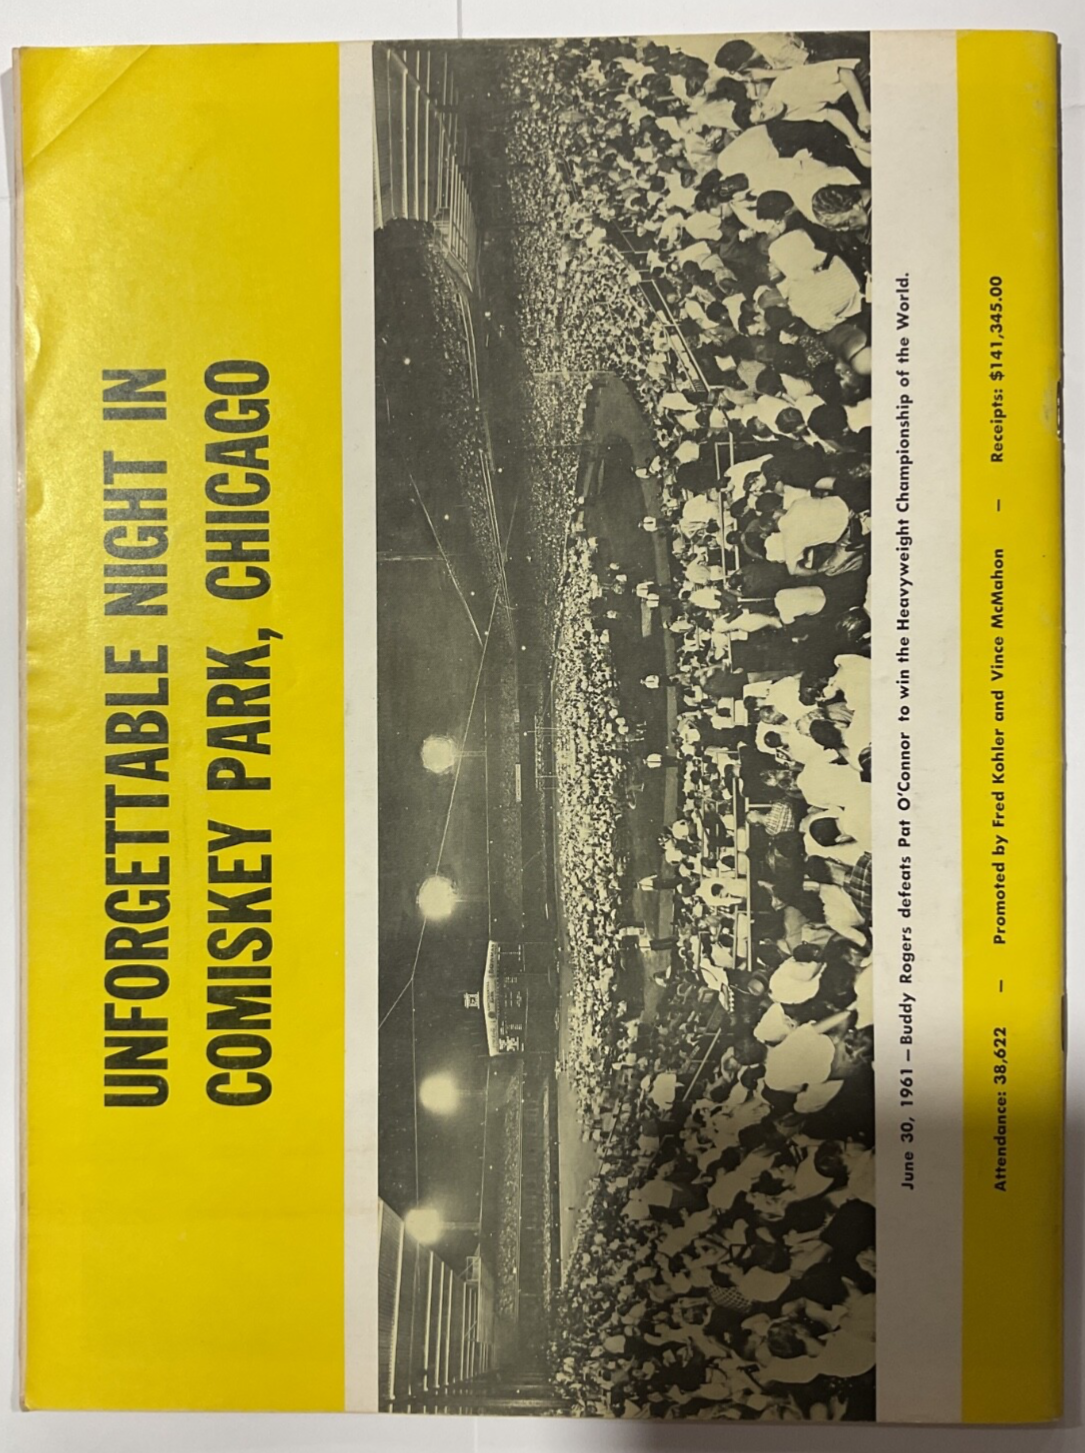 UNFORGETTABLE NIGHT IN
COMISKEY PARK, CHICAGO
June 30, 1961 — Buddy Rogers defeats Pat O'Connor to win the Heavyweight Championship of the World.
Attendance: 38,622 — Promoted by Fred Kohler and Vince McMahon — Receipts: $141,345.00